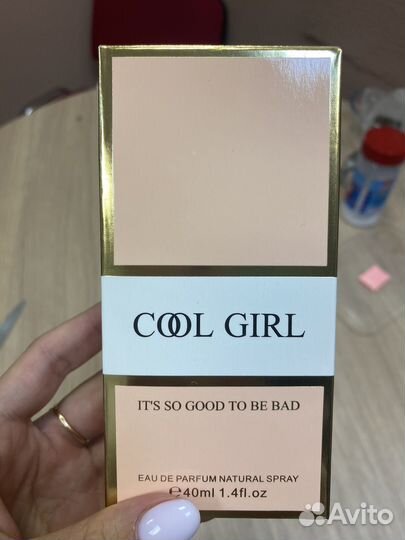 COOL GIRL
IT'S SO GOOD TO BE BAD
EAU DE PARFUM NATURAL SPRAY
℮40ml 1.4fl.oz
Avito